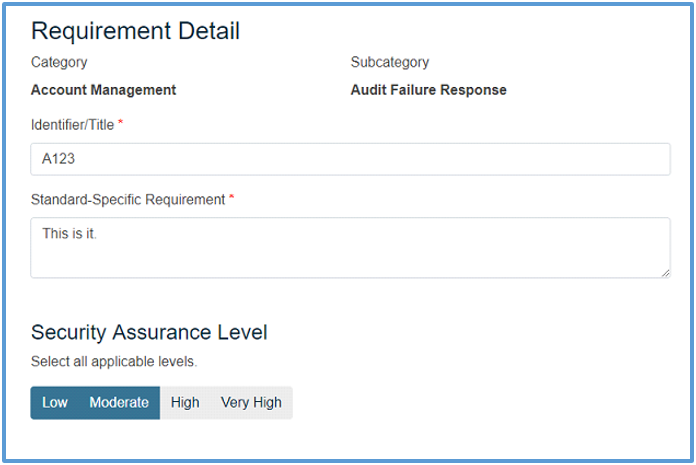 Requirement Detail
Category Subcategory
Account Management Audit Failure Response
Identifier/Title *
A123
Standard-Specific Requirement *
This is it.
Security Assurance Level
Select all applicable levels.
Low Moderate High Very High